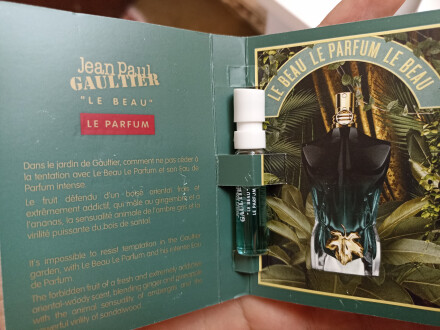 Jean Paul
GAULTIER
"LE BEAU"
LE PARFUM
Dans le jardin de Gaultier, comment ne pas céder à
la tentation avec Le Beau Le Parfum et son Eau de
Parfum intense.
Le fruit défendu d'un boisé oriental frais et
extrêmement addictif, qui mêle au gingembre et à
l'ananas, la sensualité animale de l'ambre gris et la
virilité puissante du bois de santal.
It's impossible to resist temptation in the Gaultier
garden, with Le Beau Le Parfum and his intense Eau
de Parfum.
The forbidden fruit of a fresh and extremely addictive
oriental-woody scent, blending ginger and pineapple
with the animal sensuality of ambergris and the
powerful virility of sandalwood.
GAULTIER
"LE BEAU"
LE PARFUM
LE BEAU LE PARFUM LE BEAU